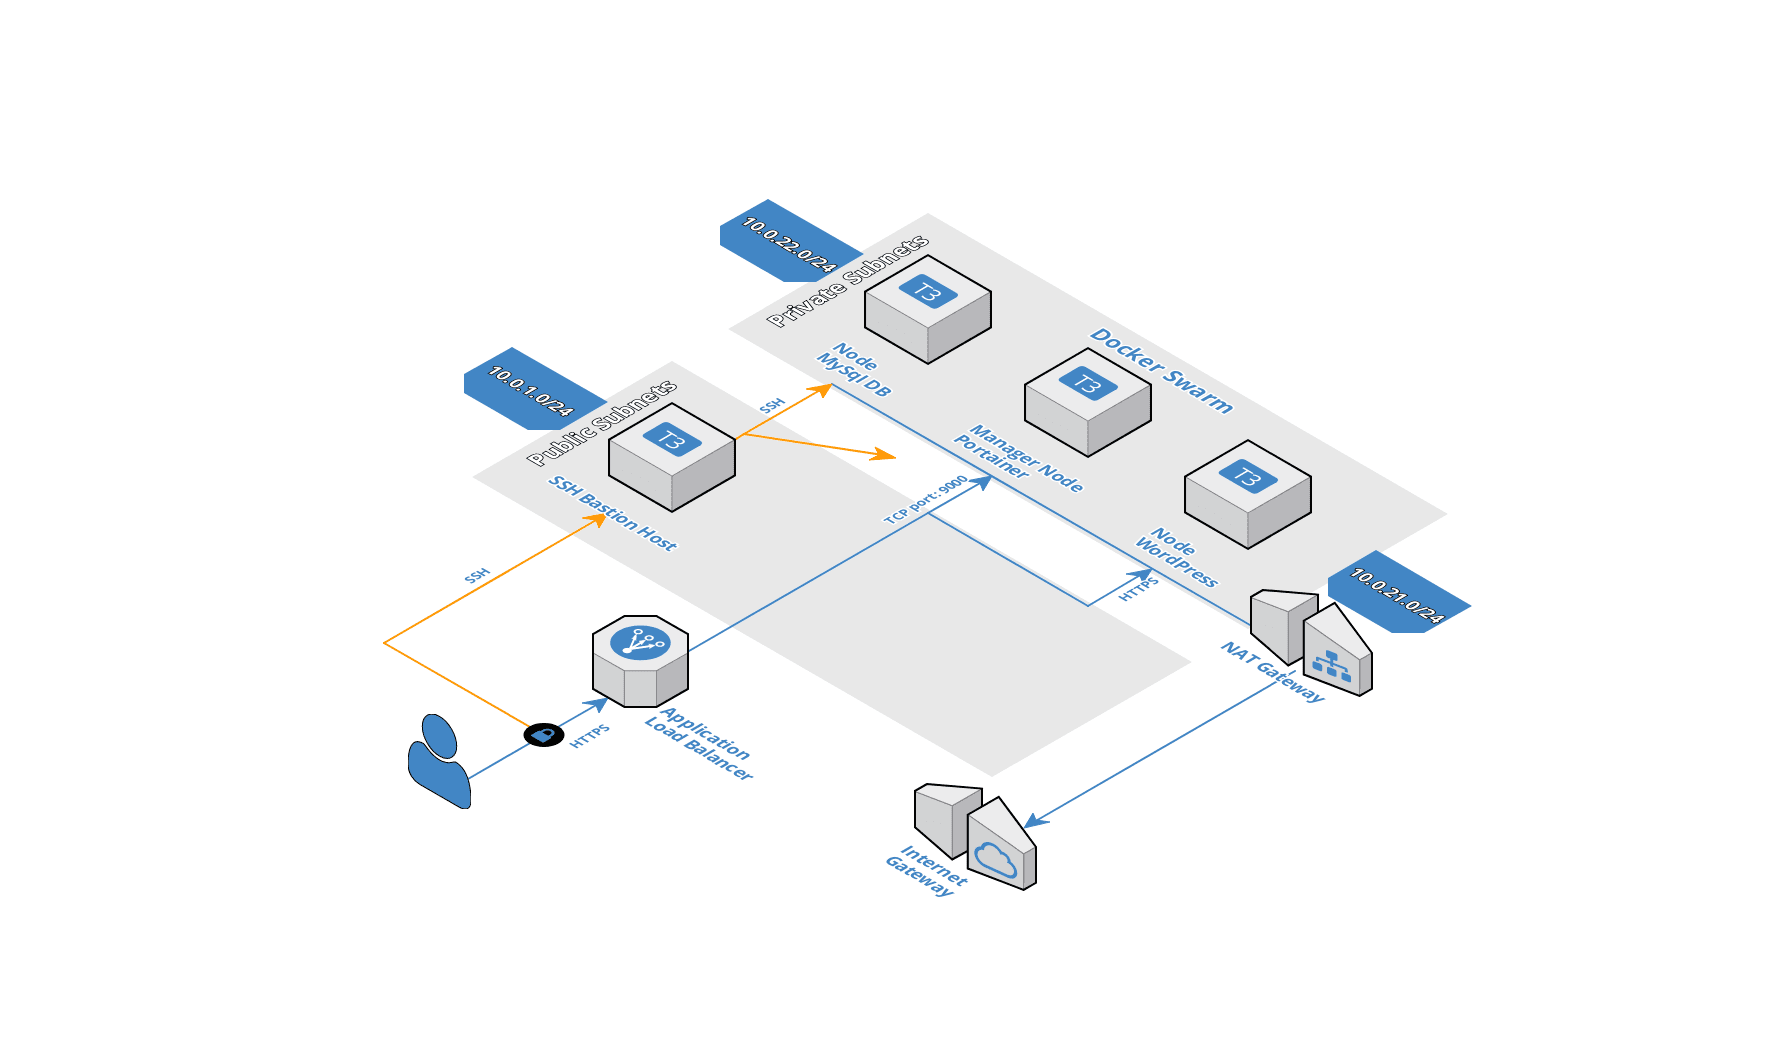 10.0.22.0/24
Private Subnets
T3
Node
MySql DB
Docker Swarm
T3
Manager Node
Portainer
T3
Node
WordPress
10.0.1.0/24
Public Subnets
T3
SSH Bastion Host
SSH
SSH
TCP port: 9000
HTTPS
10.0.21.0/24
NAT Gateway
HTTPS
Application
Load Balancer
Internet
Gateway